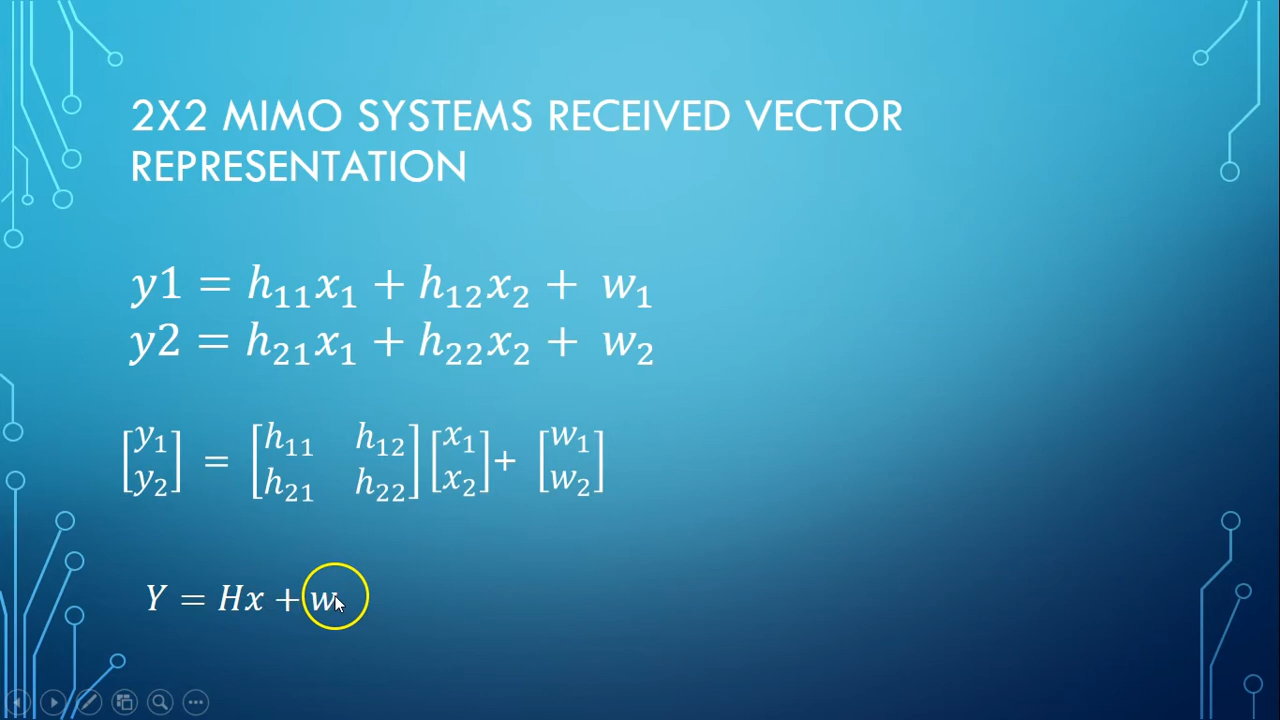 2X2 MIMO SYSTEMS RECEIVED VECTOR
REPRESENTATION
y1 = h₁₁x₁ + h₁₂x₂ + w₁
y2 = h₂₁x₁ + h₂₂x₂ + w₂
[y₁ y₂] = [h₁₁ h₁₂ h₂₁ h₂₂] [x₁ x₂] + [w₁ w₂]
Y = Hx + w